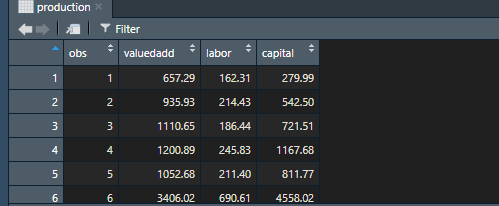 production
Filter
obs valuedadd labor capital
1 1 657.29 162.31 279.99
2 2 935.93 214.43 542.50
3 3 1110.65 186.44 721.51
4 4 1200.89 245.83 1167.68
5 5 1052.68 211.40 811.77
6 6 3406.02 690.61 4558.02